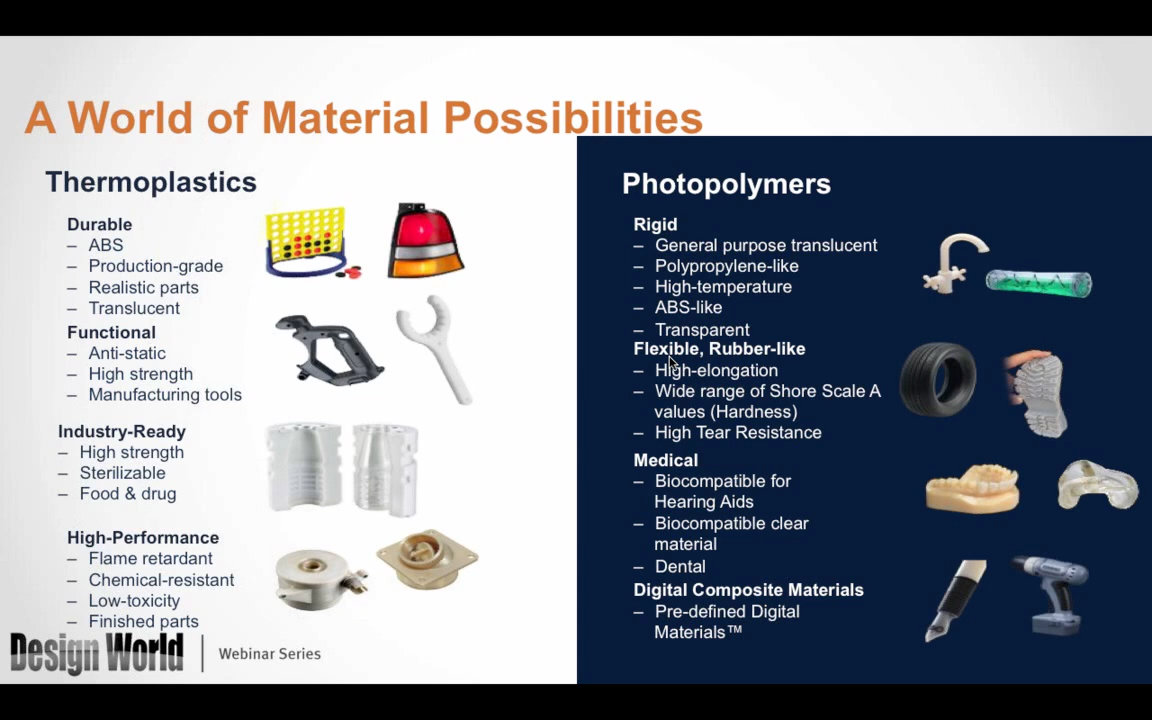 A World of Material Possibilities
Thermoplastics
Durable
– ABS
– Production-grade
– Realistic parts
– Translucent
Functional
– Anti-static
– High strength
– Manufacturing tools
Industry-Ready
– High strength
– Sterilizable
– Food & drug
High-Performance
– Flame retardant
– Chemical-resistant
– Low-toxicity
– Finished parts
Photopolymers
Rigid
– General purpose translucent
– Polypropylene-like
– High-temperature
– ABS-like
– Transparent
Flexible, Rubber-like
– High-elongation
– Wide range of Shore Scale A
values (Hardness)
– High Tear Resistance
Medical
– Biocompatible for
Hearing Aids
– Biocompatible clear
material
– Dental
Digital Composite Materials
– Pre-defined Digital
Materials™
Design World
Webinar Series